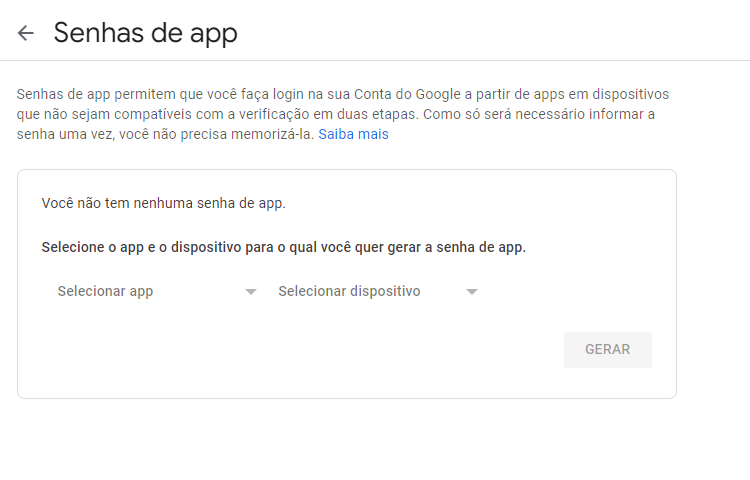 Senhas de app
Senhas de app permitem que você faça login na sua Conta do Google a partir de apps em dispositivos
que não sejam compatíveis com a verificação em duas etapas. Como só será necessário informar a
senha uma vez, você não precisa memorizá-la. Saiba mais
Você não tem nenhuma senha de app.
Selecione o app e o dispositivo para o qual você quer gerar a senha de app.
Selecionar app Selecionar dispositivo
GERAR